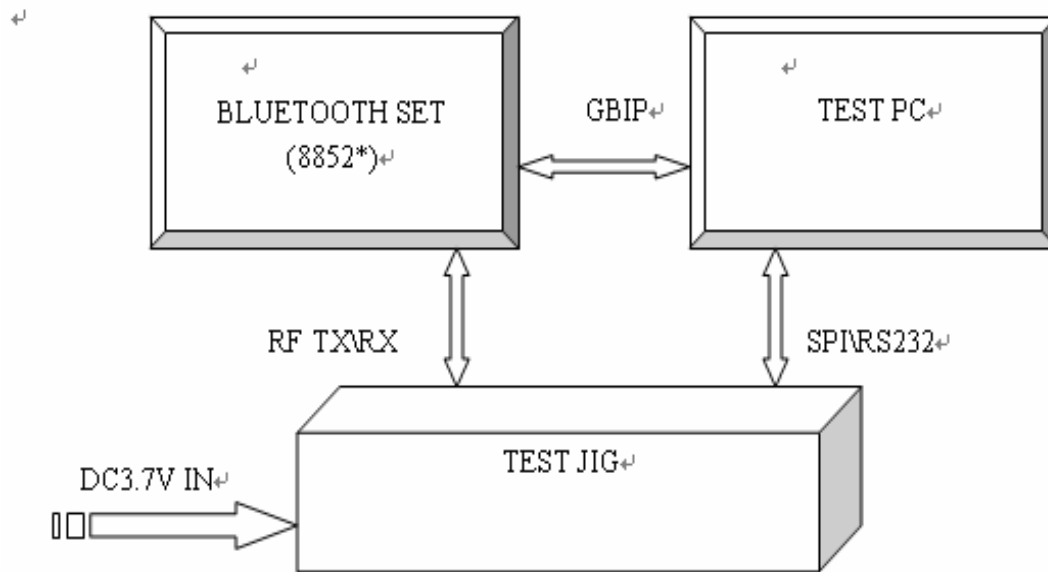 BLUETOOTH SET
(8852*)
GBIP
TEST PC
RF TX\RX
SPI\RS232
TEST JIG
DC3.7V IN